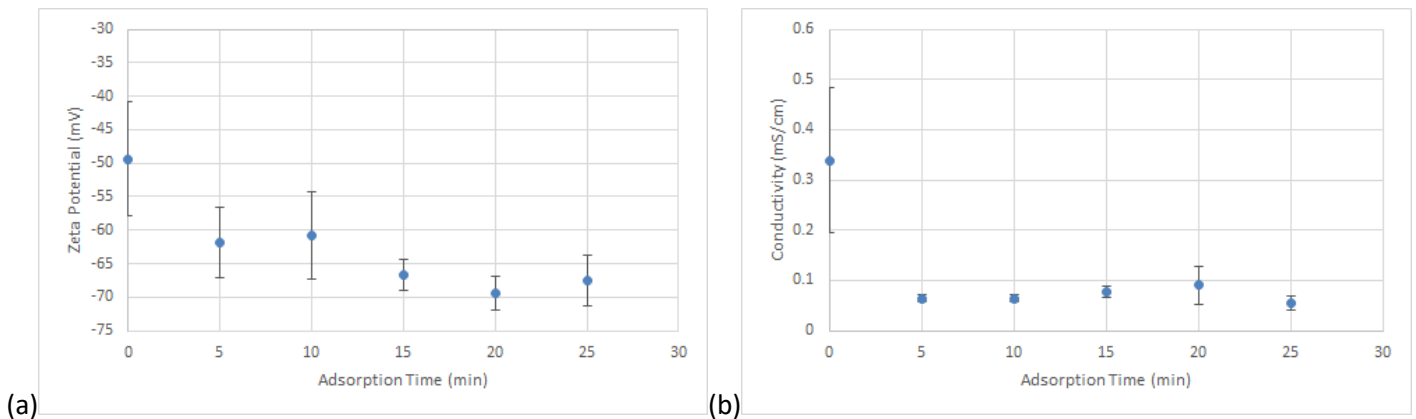 -30
-35
-40
-45
-50
-55
-60
-65
-70
-75
Zeta Potential (mV)
0 5 10 15 20 25 30
Adsorption Time (min)
(a)
0.6
0.5
0.4
0.3
0.2
0.1
0
Conductivity (mS/cm)
0 5 10 15 20 25 30
Adsorption Time (min)
(b)